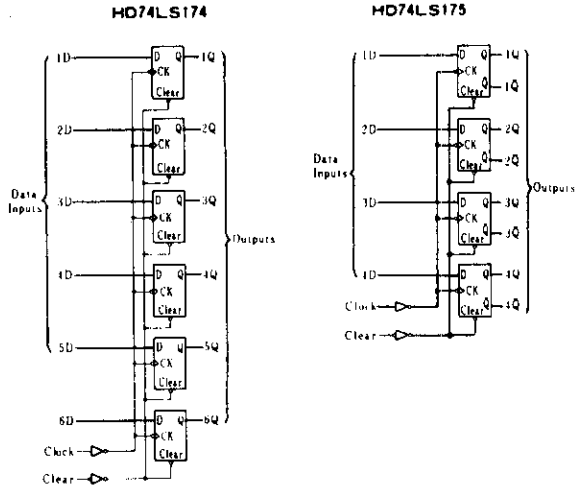 HD74LS174
1D D Q 1Q
CK
Clear
2D D Q 2Q
CK
Clear
3D D Q 3Q
CK
Clear
Data Inputs
Outputs
4D D Q 4Q
CK
Clear
5D D Q 5Q
CK
Clear
6D D Q 6Q
CK
Clear
Clock
Clear
HD74LS175
1D D Q 1Q
CK
Q̄ 1Q̄
Clear
2D D Q 2Q
CK
Q̄ 2Q̄
Clear
Data Inputs
Outputs
3D D Q 3Q
CK
Q̄ 3Q̄
Clear
4D D Q 4Q
CK
Q̄ 4Q̄
Clear
Clock
Clear